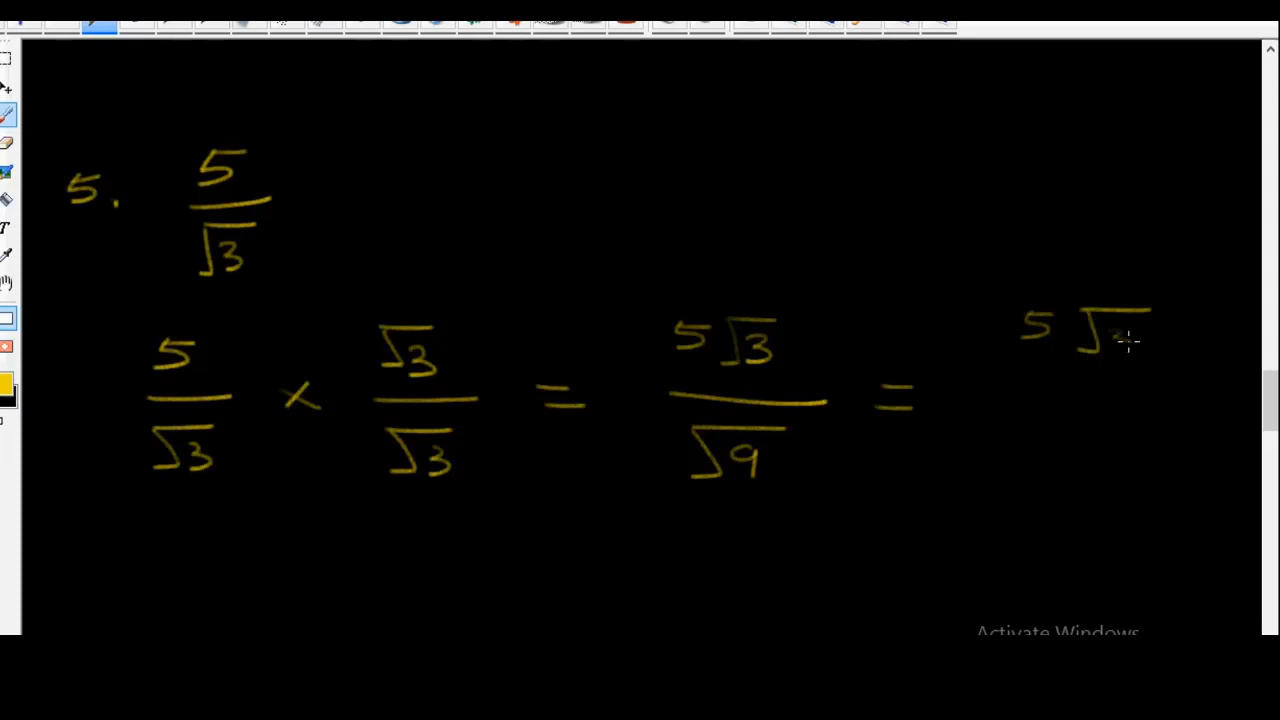 5. 5/√3
5/√3 × √3/√3 = 5√3/√9 = 5√
Activate Windows